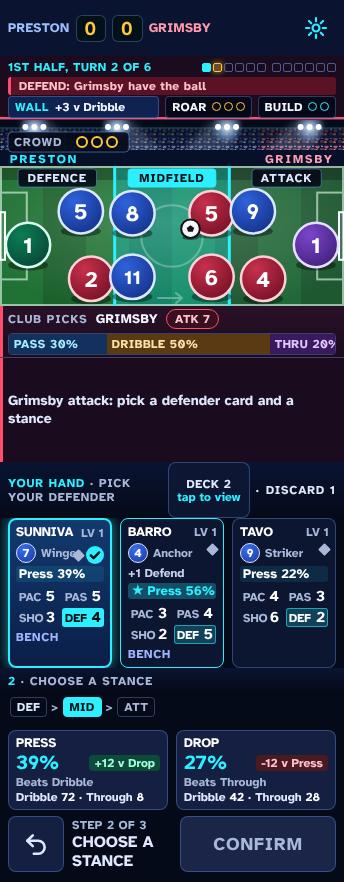 PRESTON 0 0 GRIMSBY
1ST HALF, TURN 2 OF 6
DEFEND: Grimsby have the ball
WALL +3 v Dribble
ROAR
BUILD
CROWD
PRESTON GRIMSBY
DEFENCE MIDFIELD ATTACK
5 8 5 9
1 1
2 11 6 4
CLUB PICKS GRIMSBY ATK 7
PASS 30% DRIBBLE 50% THRU 20%
Grimsby attack: pick a defender card and a
stance
YOUR HAND · PICK
YOUR DEFENDER
DECK 2
tap to view
· DISCARD 1
SUNNIVA LV 1
7 Winge
Press 39%
PAC 5 PAS 5
SHO 3 DEF 4
BENCH
BARRO LV 1
4 Anchor
+1 Defend
★ Press 56%
PAC 3 PAS 4
SHO 2 DEF 5
BENCH
TAVO LV 1
9 Striker
Press 22%
PAC 4 PAS 3
SHO 6 DEF 2
2 · CHOOSE A STANCE
DEF > MID > ATT
PRESS
39% +12 v Drop
Beats Dribble
Dribble 72 · Through 8
DROP
27% -12 v Press
Beats Through
Dribble 42 · Through 28
STEP 2 OF 3
CHOOSE A
STANCE
CONFIRM